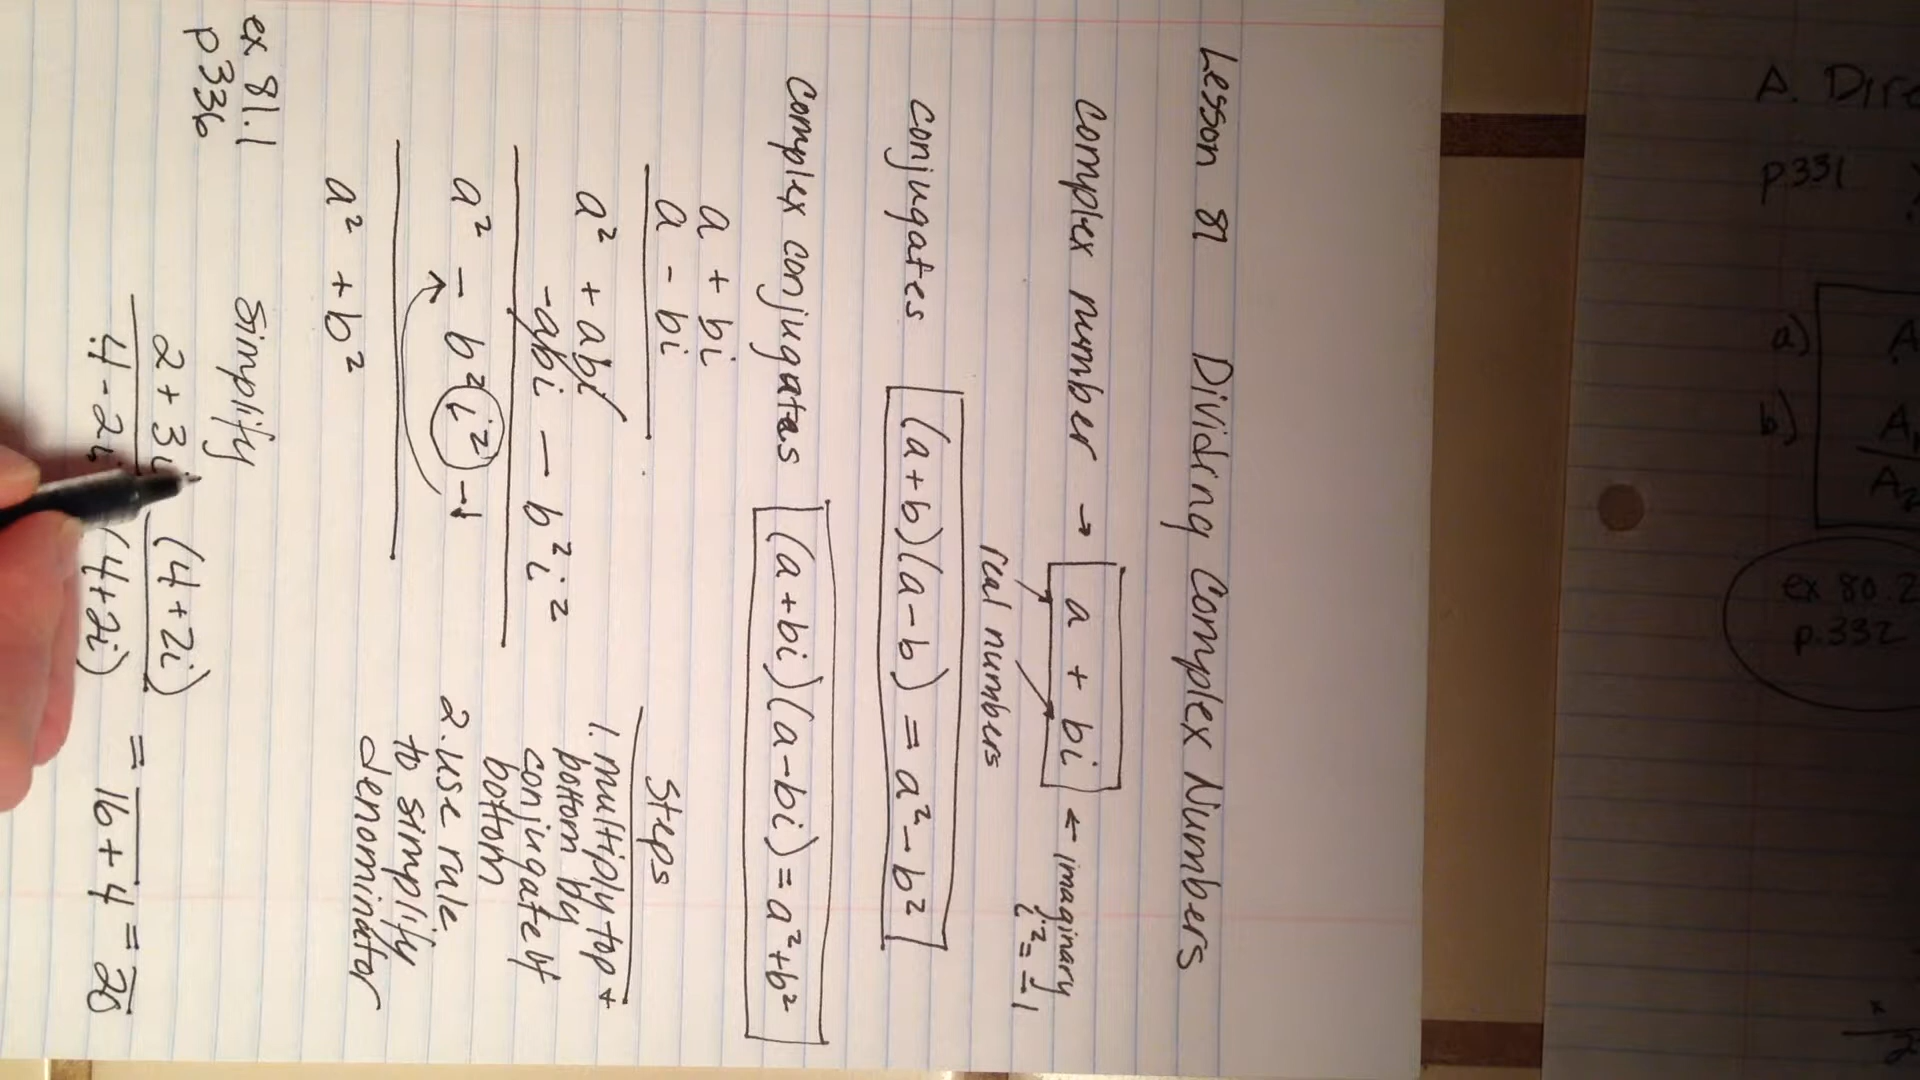 Lesson 81 Dividing Complex Numbers
Complex number → a + bi ← imaginary
i² = -1
real numbers
Conjugates (a+b)(a-b) = a² - b²
Complex conjugates (a+bi)(a-bi) = a²+b²
a + bi
a - bi
a² + abi
-abi - b²i²
a² - b² i² -1
a² + b²
Steps
1. multiply top +
bottom by
conjugate of
bottom
2. use rule
to simplify
denominator
ex 81.1
p336
Simplify
2 + 3i (4+2i)
4 - 2i (4+2i) = 16 + 4 = 20
A.
p331
a)
b)
ex 80.2
p.332